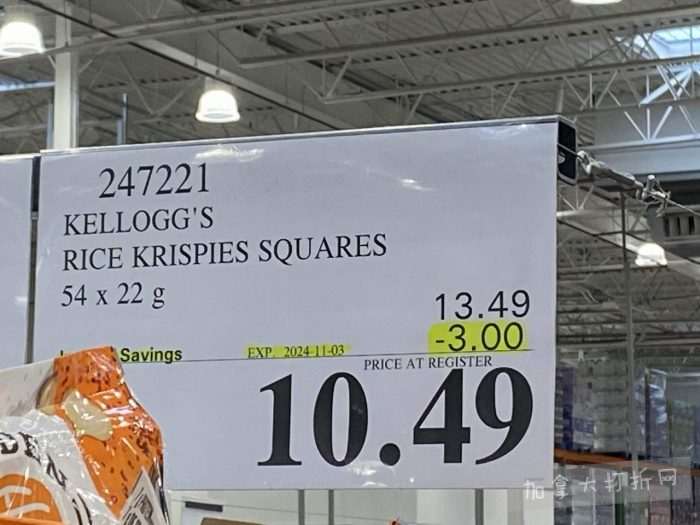 247221
KELLOGG'S
RICE KRISPIES SQUARES
54 x 22 g
13.49
Savings EXP. 2024-11-03 -3.00
PRICE AT REGISTER
10.49
加拿大打折网